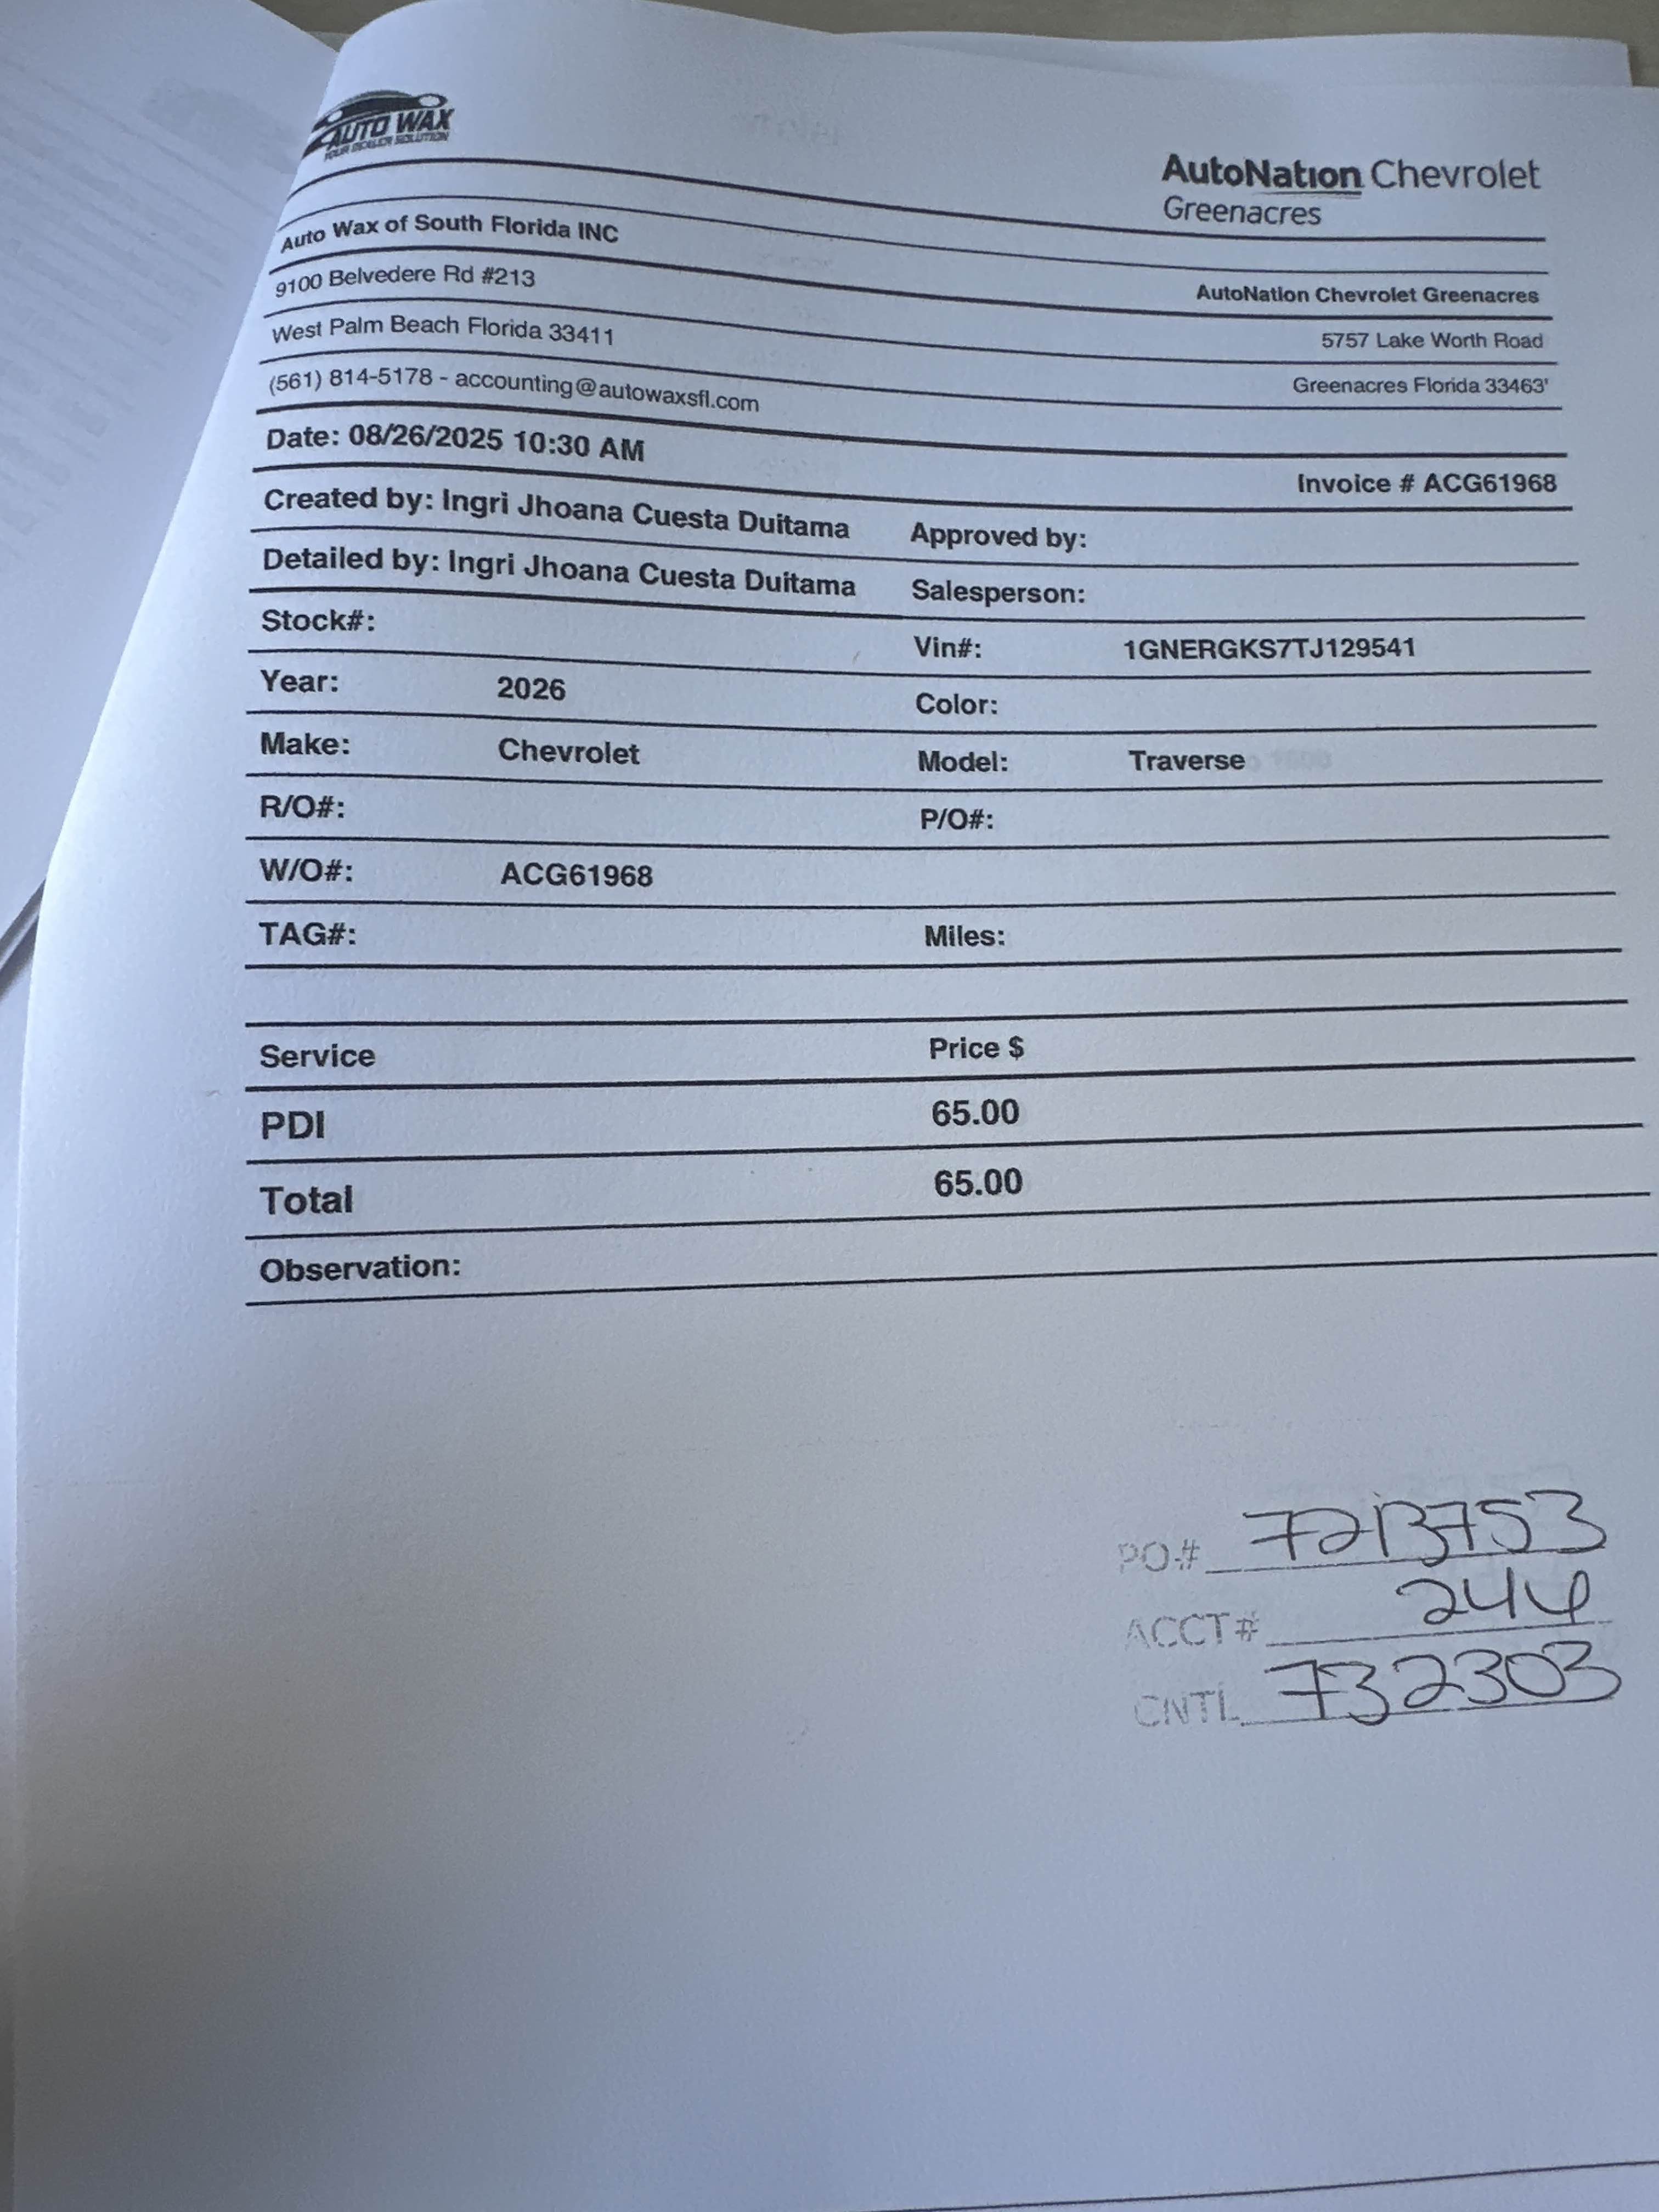 AUTO WAX
YOUR DEALER SOLUTION
AutoNation Chevrolet
Greenacres
Auto Wax of South Florida INC
9100 Belvedere Rd #213
AutoNation Chevrolet Greenacres
West Palm Beach Florida 33411
5757 Lake Worth Road
(561) 814-5178 - accounting@autowaxsfl.com
Greenacres Florida 33463'
Date: 08/26/2025 10:30 AM
Invoice # ACG61968
Created by: Ingri Jhoana Cuesta Duitama Approved by:
Detailed by: Ingri Jhoana Cuesta Duitama Salesperson:
Stock#: Vin#: 1GNERGKS7TJ129541
Year: 2026 Color:
Make: Chevrolet Model: Traverse
R/O#: P/O#:
W/O#: ACG61968
TAG#: Miles:
Service Price $
PDI 65.00
Total 65.00
Observation:
PO# 7213753
ACCT# 244
CNTL 732303